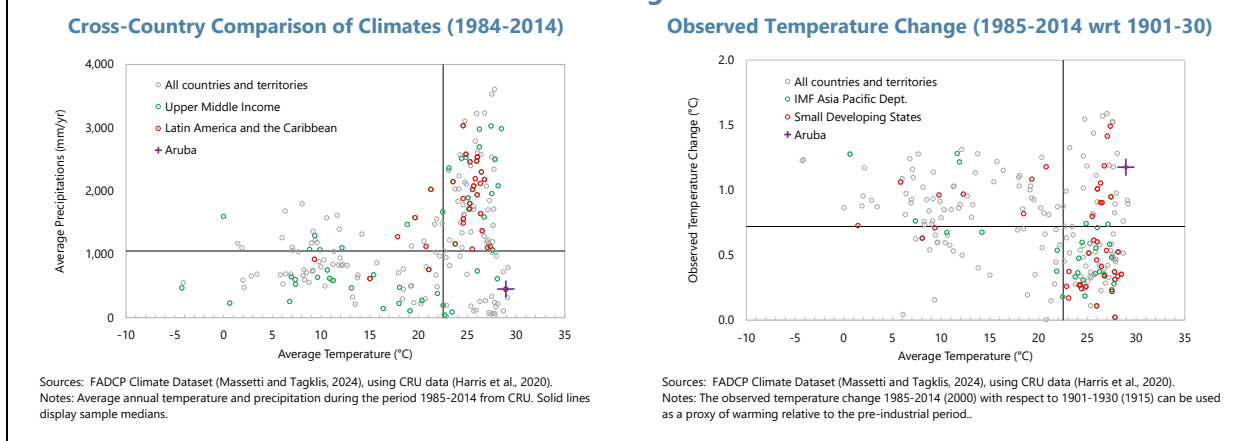 Cross-Country Comparison of Climates (1984-2014)
4,000
3,000
2,000
1,000
0
Average Precipitations (mm/yr)
All countries and territories
Upper Middle Income
Latin America and the Caribbean
Aruba
-10 -5 0 5 10 15 20 25 30 35
Average Temperature (°C)
Sources: FADCP Climate Dataset (Massetti and Tagklis, 2024), using CRU data (Harris et al., 2020).
Notes: Average annual temperature and precipitation during the period 1985-2014 from CRU. Solid lines
display sample medians.
Observed Temperature Change (1985-2014 wrt 1901-30)
2.0
1.5
1.0
0.5
0.0
Observed Temperature Change (°C)
All countries and territories
IMF Asia Pacific Dept.
Small Developing States
Aruba
-10 -5 0 5 10 15 20 25 30 35
Average Temperature (°C)
Sources: FADCP Climate Dataset (Massetti and Tagklis, 2024), using CRU data (Harris et al., 2020).
Notes: The observed temperature change 1985-2014 (2000) with respect to 1901-1930 (1915) can be used
as a proxy of warming relative to the pre-industrial period..